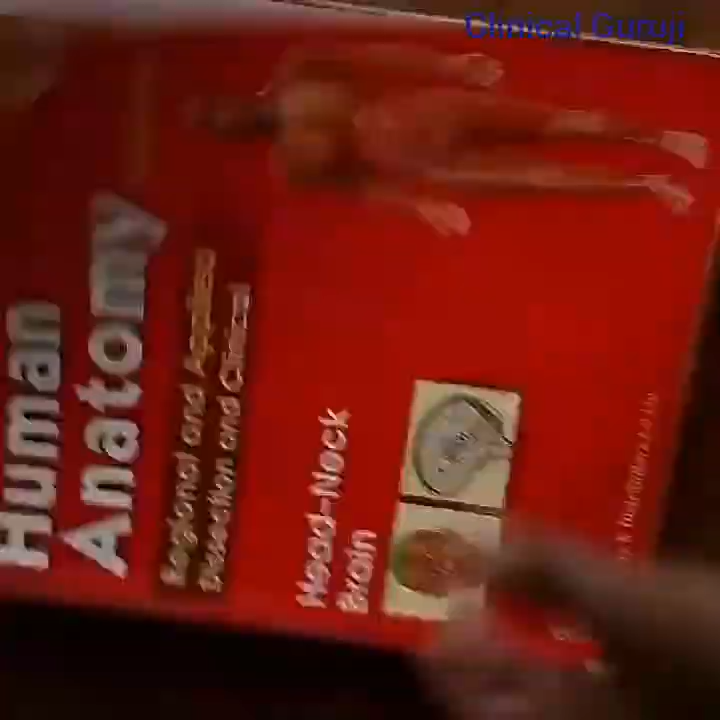 Clinical Guruji
Human
Anatomy
Regional and Applied
Dissection and Clinical
Head-Neck
Brain